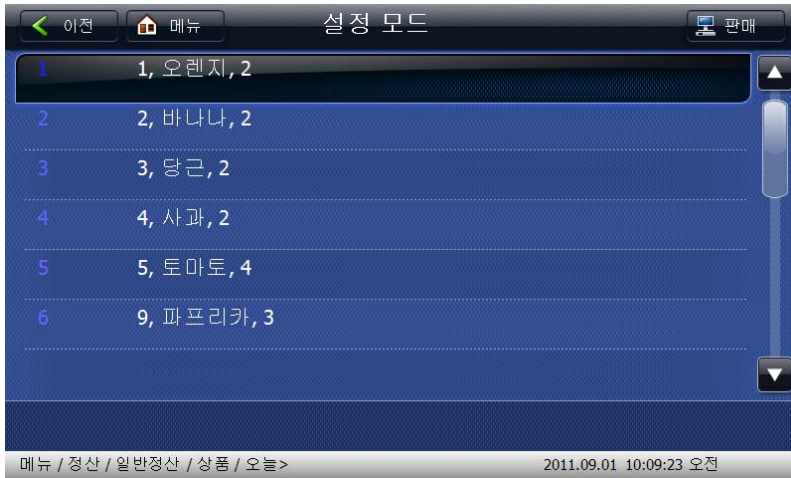 이전 메뉴 설정 모드 판매
1 1, 오렌지, 2
2 2, 바나나, 2
3 3, 당근, 2
4 4, 사과, 2
5 5, 토마토, 4
6 9, 파프리카, 3
메뉴 / 정산 / 일반정산 / 상품 / 오늘> 2011.09.01 10:09:23 오전